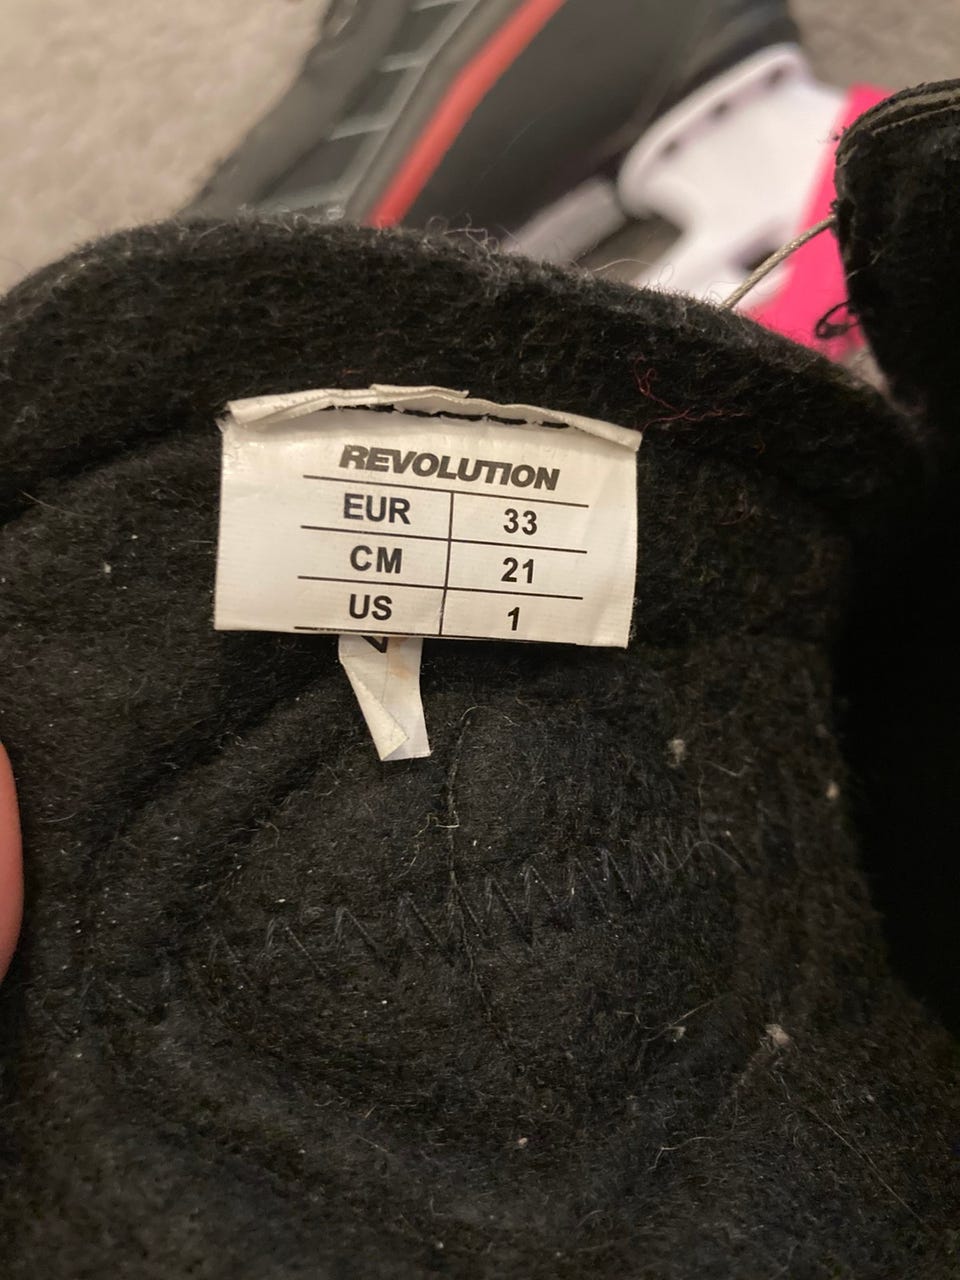 REVOLUTION
EUR 33
CM 21
US 1